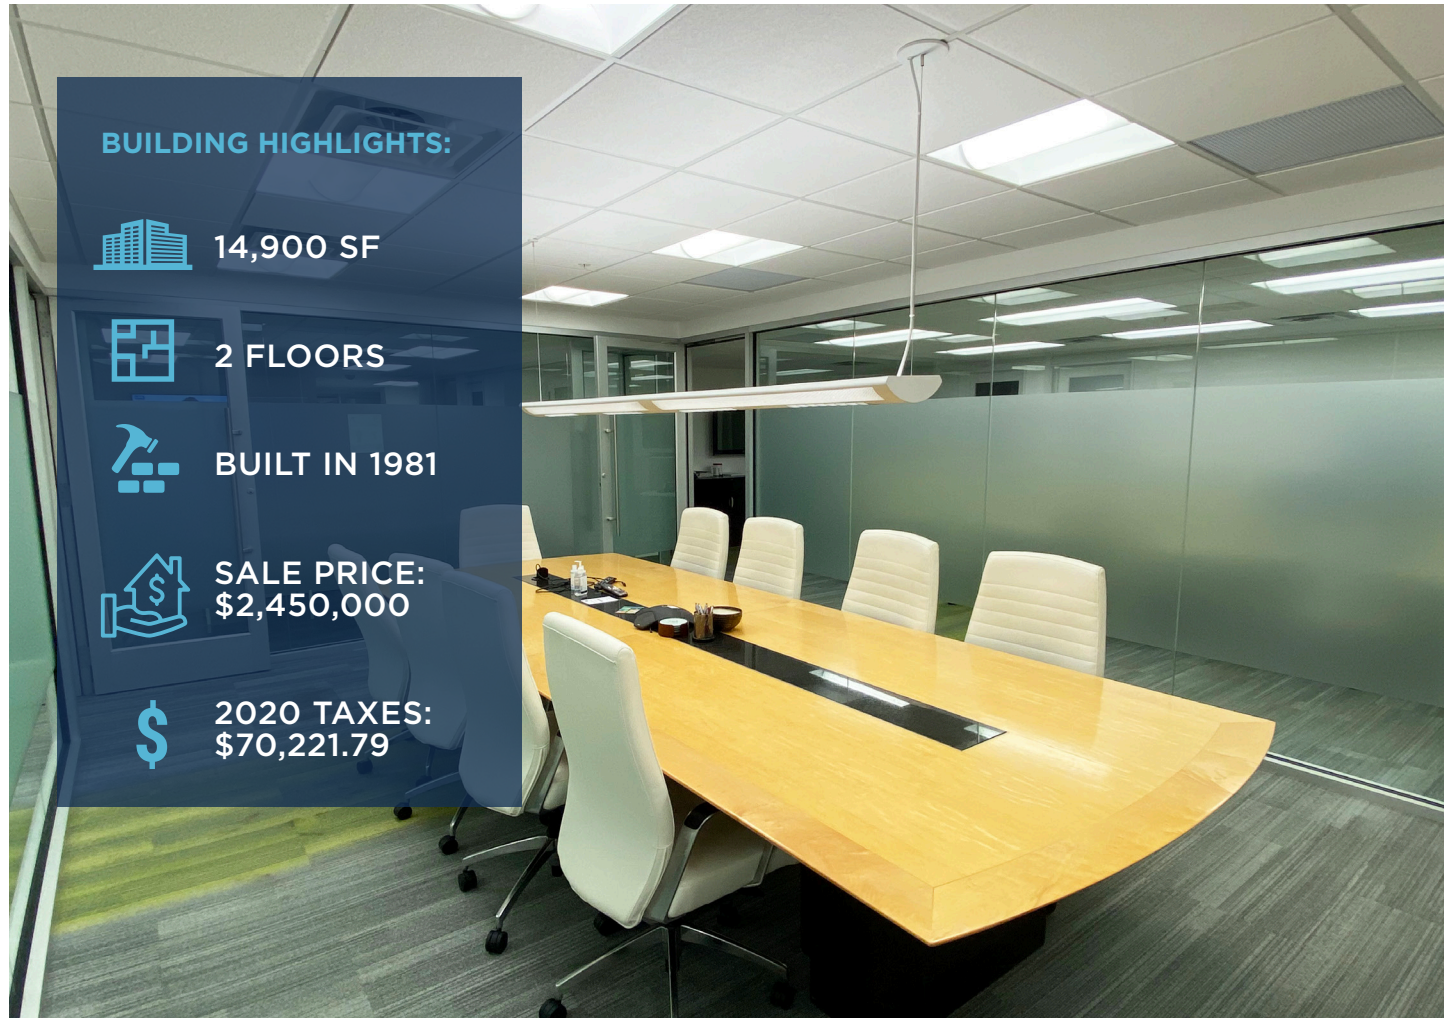 BUILDING HIGHLIGHTS:
14,900 SF
2 FLOORS
BUILT IN 1981
SALE PRICE:
$2,450,000
2020 TAXES:
$70,221.79